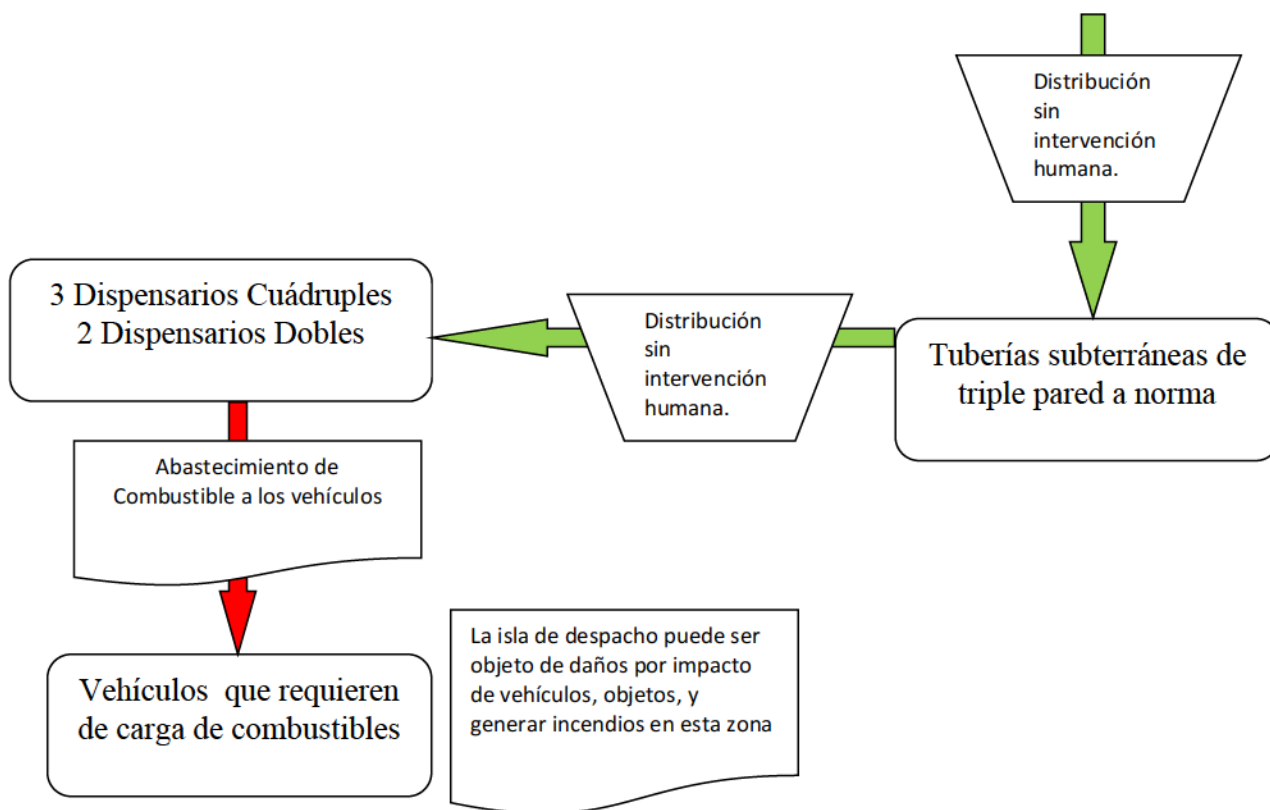 Distribución
sin
intervención
humana.
Tuberías subterráneas de
triple pared a norma
Distribución
sin
intervención
humana.
3 Dispensarios Cuádruples
2 Dispensarios Dobles
Abastecimiento de
Combustible a los vehículos
Vehículos que requieren
de carga de combustibles
La isla de despacho puede ser
objeto de daños por impacto
de vehículos, objetos, y
generar incendios en esta zona